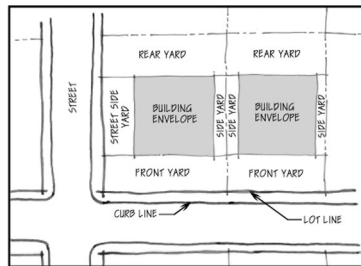 REAR YARD
REAR YARD
STREET
STREET SIDE
YARD
BUILDING
ENVELOPE
SIDE YARD
SIDE YARD
BUILDING
ENVELOPE
SIDE YARD
FRONT YARD
FRONT YARD
CURB LINE
LOT LINE